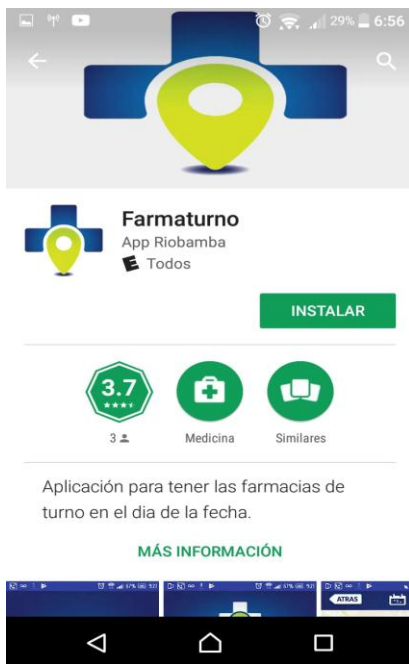 29% 6:56
Farmaturno
App Riobamba
E Todos
INSTALAR
3.7
3
Medicina
Similares
Aplicación para tener las farmacias de
turno en el dia de la fecha.
MÁS INFORMACIÓN
ATRAS